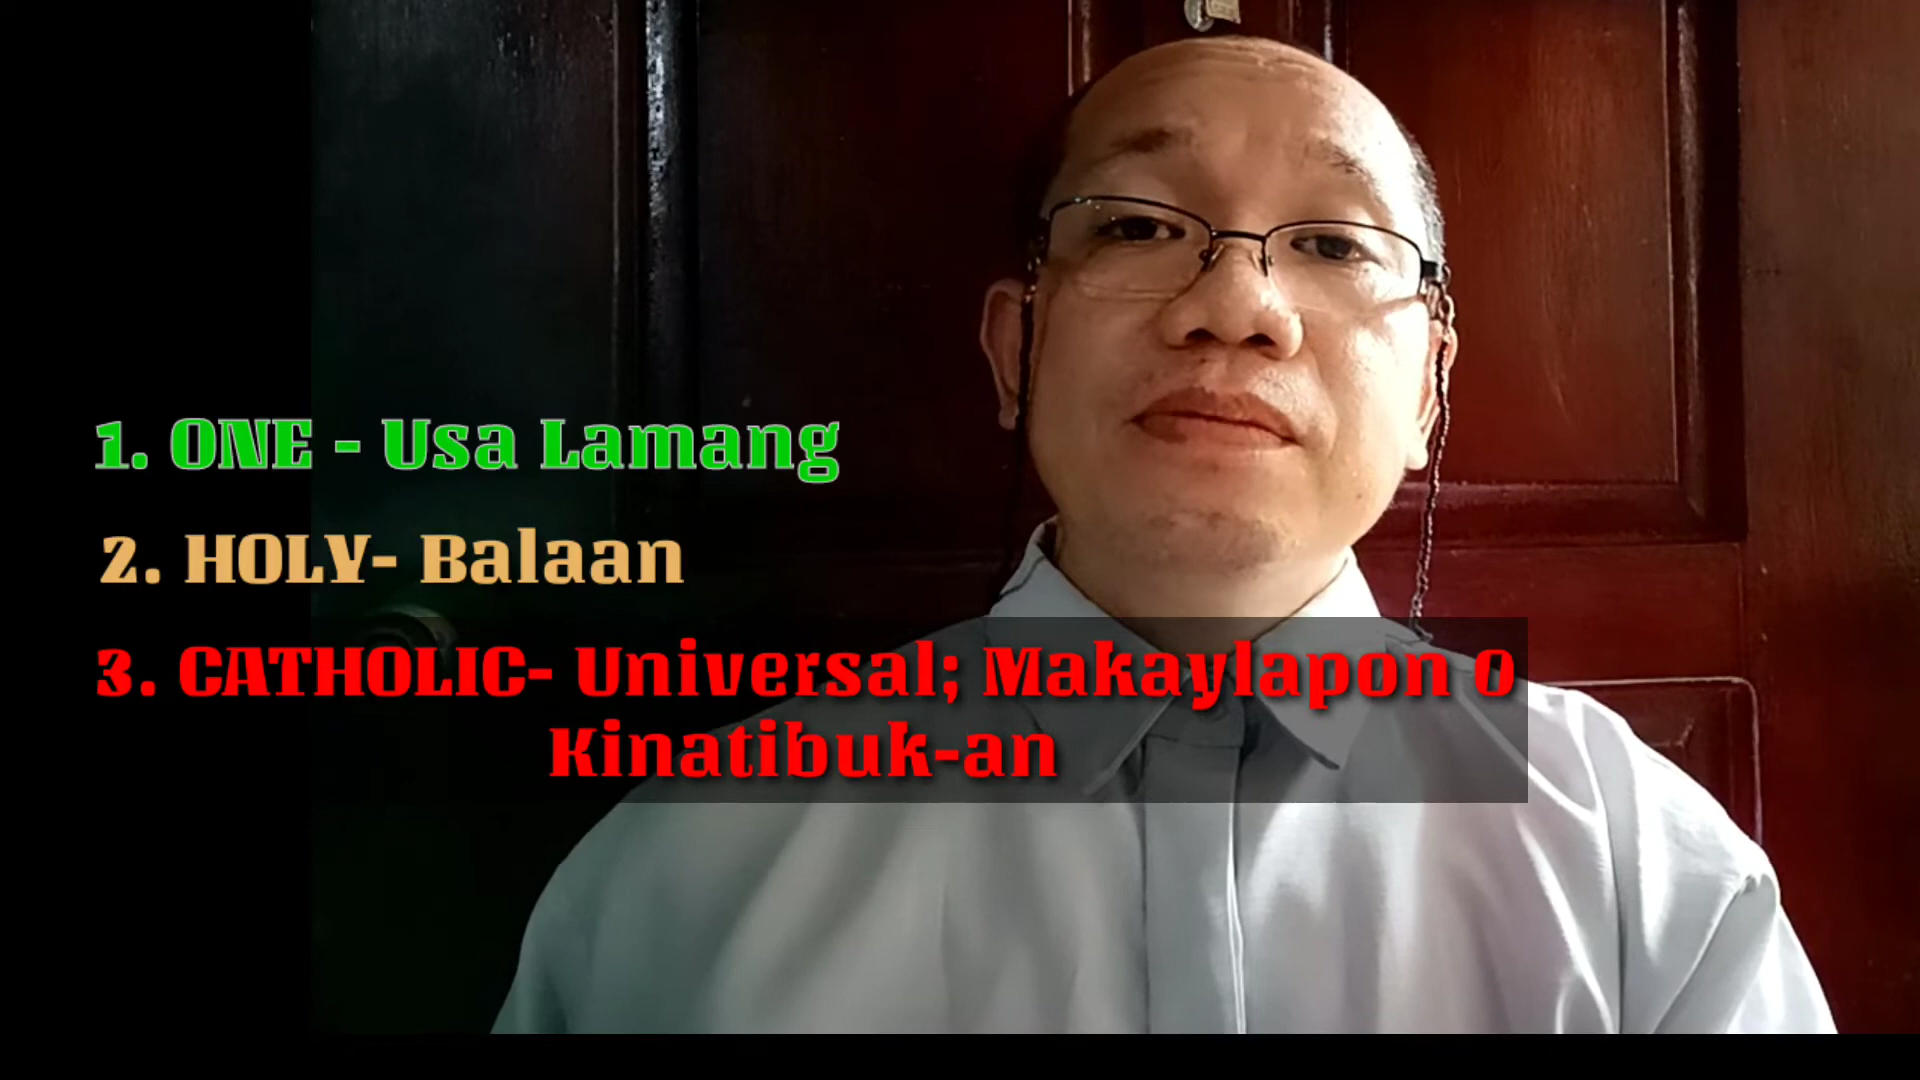 1. ONE - Usa Lamang
2. HOLY- Balaan
3. CATHOLIC- Universal; Makaylapon O
Kinatibuk-an